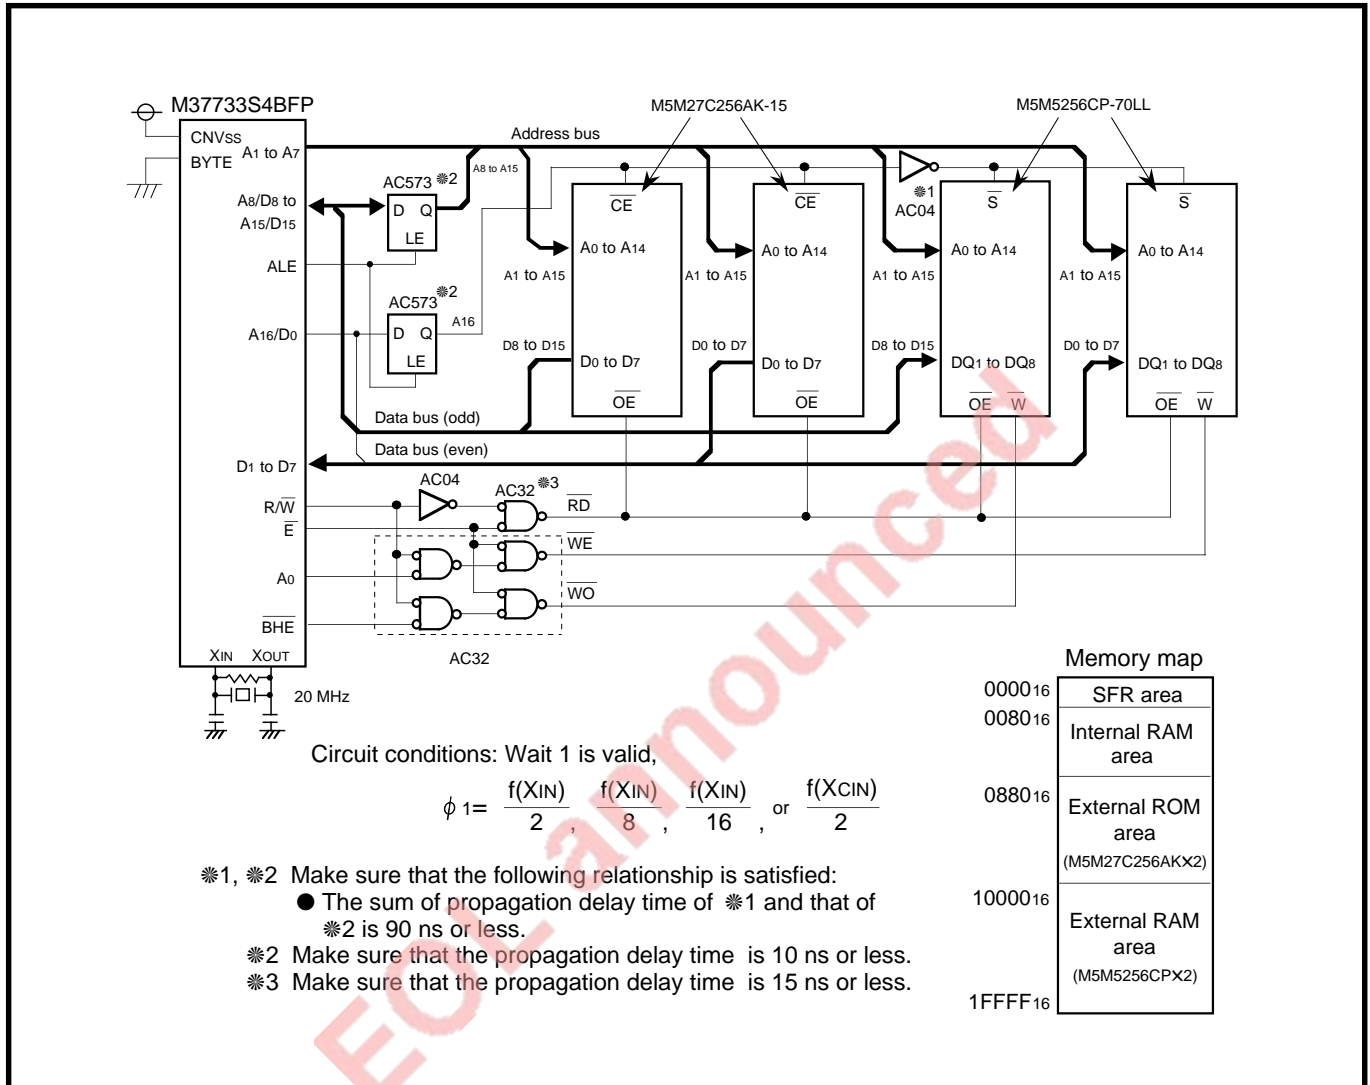 M37733S4BFP
M5M27C256AK-15
M5M5256CP-70LL
CNVSS
BYTE
A1 to A7
Address bus
A8 to A15
AC573 ※2
D Q
LE
A8/D8 to
A15/D15
ALE
AC573 ※2
D Q
LE
A16
A16/D0
※1
AC04
CE
CE
S
S
A0 to A14
A0 to A14
A0 to A14
A0 to A14
A1 to A15
A1 to A15
A1 to A15
A1 to A15
D8 to D15
D0 to D7
D8 to D15
D0 to D7
D0 to D7
D0 to D7
DQ1 to DQ8
DQ1 to DQ8
OE
OE
OE W
OE W
Data bus (odd)
Data bus (even)
D1 to D7
R/W
E
AC04
AC32 ※3
RD
WE
A0
WO
BHE
AC32
XIN XOUT
20 MHz
Circuit conditions: Wait 1 is valid,
ϕ 1= f(XIN)/2 , f(XIN)/8 , f(XIN)/16 , or f(XCIN)/2
※1, ※2 Make sure that the following relationship is satisfied:
● The sum of propagation delay time of ※1 and that of
※2 is 90 ns or less.
※2 Make sure that the propagation delay time is 10 ns or less.
※3 Make sure that the propagation delay time is 15 ns or less.
Memory map
000016
SFR area
008016
Internal RAM
area
088016
External ROM
area
(M5M27C256AK×2)
1000016
External RAM
area
(M5M5256CP×2)
1FFFF16
EOL announced